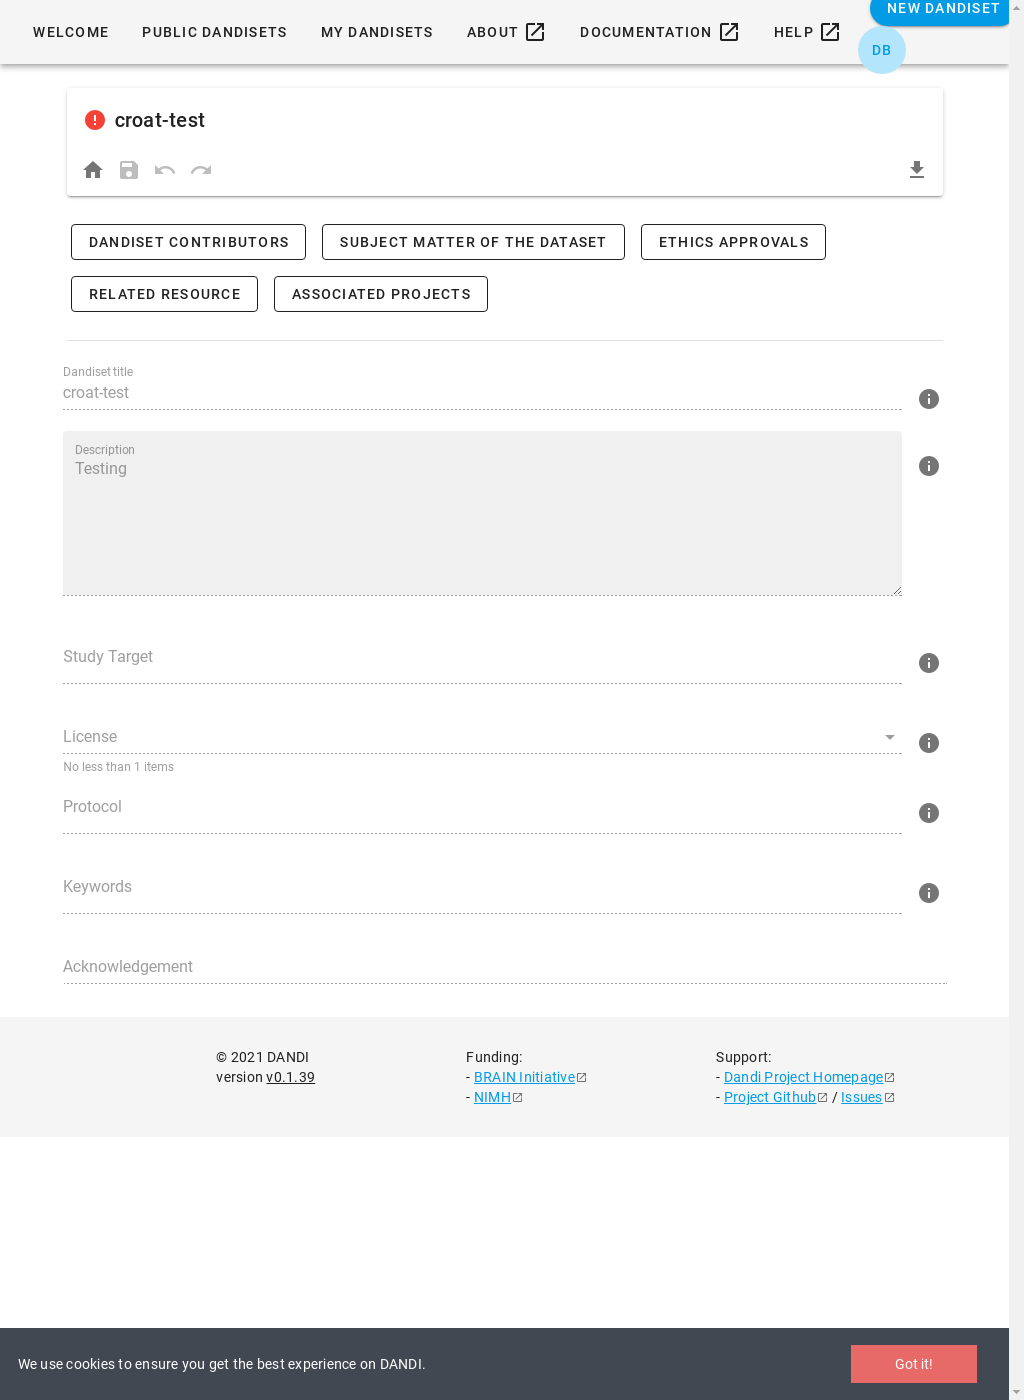 NEW DANDISET
WELCOME PUBLIC DANDISETS MY DANDISETS ABOUT DOCUMENTATION HELP
DB
croat-test
DANDISET CONTRIBUTORS SUBJECT MATTER OF THE DATASET ETHICS APPROVALS
RELATED RESOURCE ASSOCIATED PROJECTS
Dandiset title
croat-test
Description
Testing
Study Target
License
No less than 1 items
Protocol
Keywords
Acknowledgement
© 2021 DANDI
version v0.1.39
Funding:
- BRAIN Initiative
- NIMH
Support:
- Dandi Project Homepage
- Project Github / Issues
We use cookies to ensure you get the best experience on DANDI.
Got it!